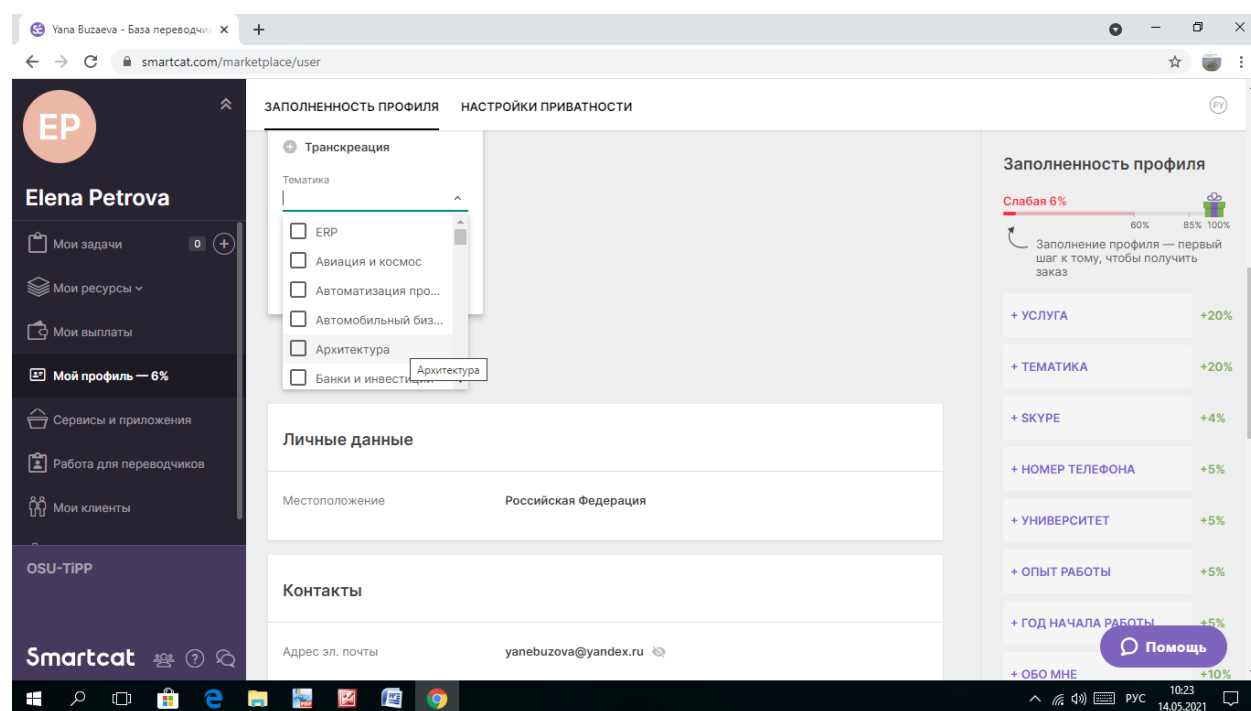 Yana Buzaeva - База переводчи
smartcat.com/marketplace/user
EP
Elena Petrova
Мои задачи 0
Мои ресурсы
Мои выплаты
Мой профиль — 6%
Сервисы и приложения
Работа для переводчиков
Мои клиенты
OSU-TiPP
Smartcat
ЗАПОЛНЕННОСТЬ ПРОФИЛЯ НАСТРОЙКИ ПРИВАТНОСТИ
РУ
Транскреация
Тематика
ERP
Авиация и космос
Автоматизация про...
Автомобильный биз...
Архитектура
Архитектура
Банки и инвестиции
Личные данные
Местоположение Российская Федерация
Контакты
Адрес эл. почты yanebuzova@yandex.ru
Заполненность профиля
Слабая 6%
60% 85% 100%
Заполнение профиля — первый
шаг к тому, чтобы получить
заказ
+ УСЛУГА +20%
+ ТЕМАТИКА +20%
+ SKYPE +4%
+ НОМЕР ТЕЛЕФОНА +5%
+ УНИВЕРСИТЕТ +5%
+ ОПЫТ РАБОТЫ +5%
+ ГОД НАЧАЛА РАБОТЫ +5%
Помощь
+ ОБО МНЕ +10%
РУС
10:23
14.05.2021